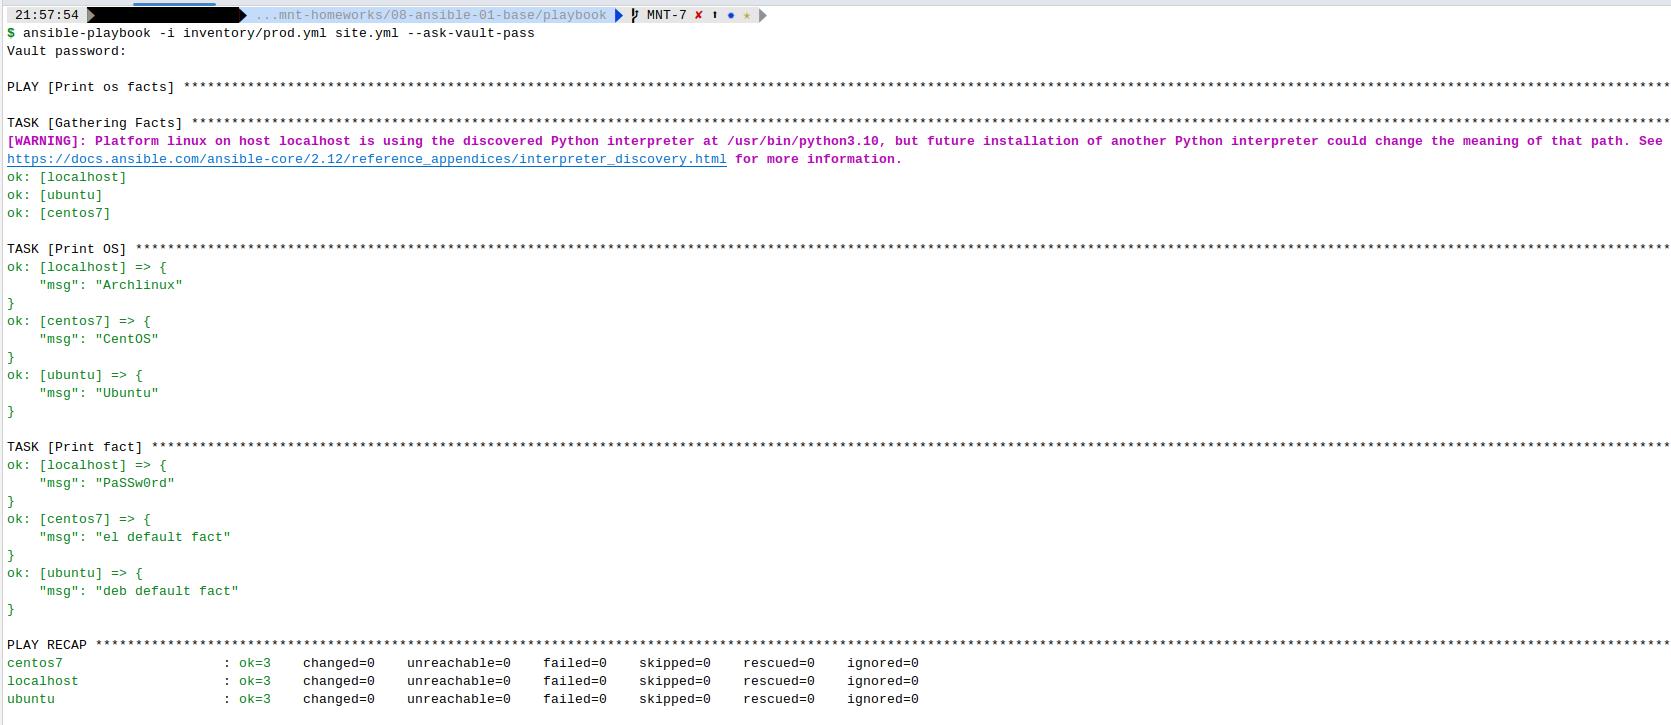 21:57:54 ...mnt-homeworks/08-ansible-01-base/playbook MNT-7 ✘ ⬆ ✹ ✭
$ ansible-playbook -i inventory/prod.yml site.yml --ask-vault-pass
Vault password:
PLAY [Print os facts] ****************************************************************************************************************************************************************************************
TASK [Gathering Facts] ***************************************************************************************************************************************************************************************
[WARNING]: Platform linux on host localhost is using the discovered Python interpreter at /usr/bin/python3.10, but future installation of another Python interpreter could change the meaning of that path. See
https://docs.ansible.com/ansible-core/2.12/reference_appendices/interpreter_discovery.html for more information.
ok: [localhost]
ok: [ubuntu]
ok: [centos7]
TASK [Print OS] **********************************************************************************************************************************************************************************************
ok: [localhost] => {
    "msg": "Archlinux"
}
ok: [centos7] => {
    "msg": "CentOS"
}
ok: [ubuntu] => {
    "msg": "Ubuntu"
}
TASK [Print fact] ********************************************************************************************************************************************************************************************
ok: [localhost] => {
    "msg": "PaSSw0rd"
}
ok: [centos7] => {
    "msg": "el default fact"
}
ok: [ubuntu] => {
    "msg": "deb default fact"
}
PLAY RECAP ***************************************************************************************************************************************************************************************************
centos7                    : ok=3    changed=0    unreachable=0    failed=0    skipped=0    rescued=0    ignored=0
localhost                  : ok=3    changed=0    unreachable=0    failed=0    skipped=0    rescued=0    ignored=0
ubuntu                     : ok=3    changed=0    unreachable=0    failed=0    skipped=0    rescued=0    ignored=0